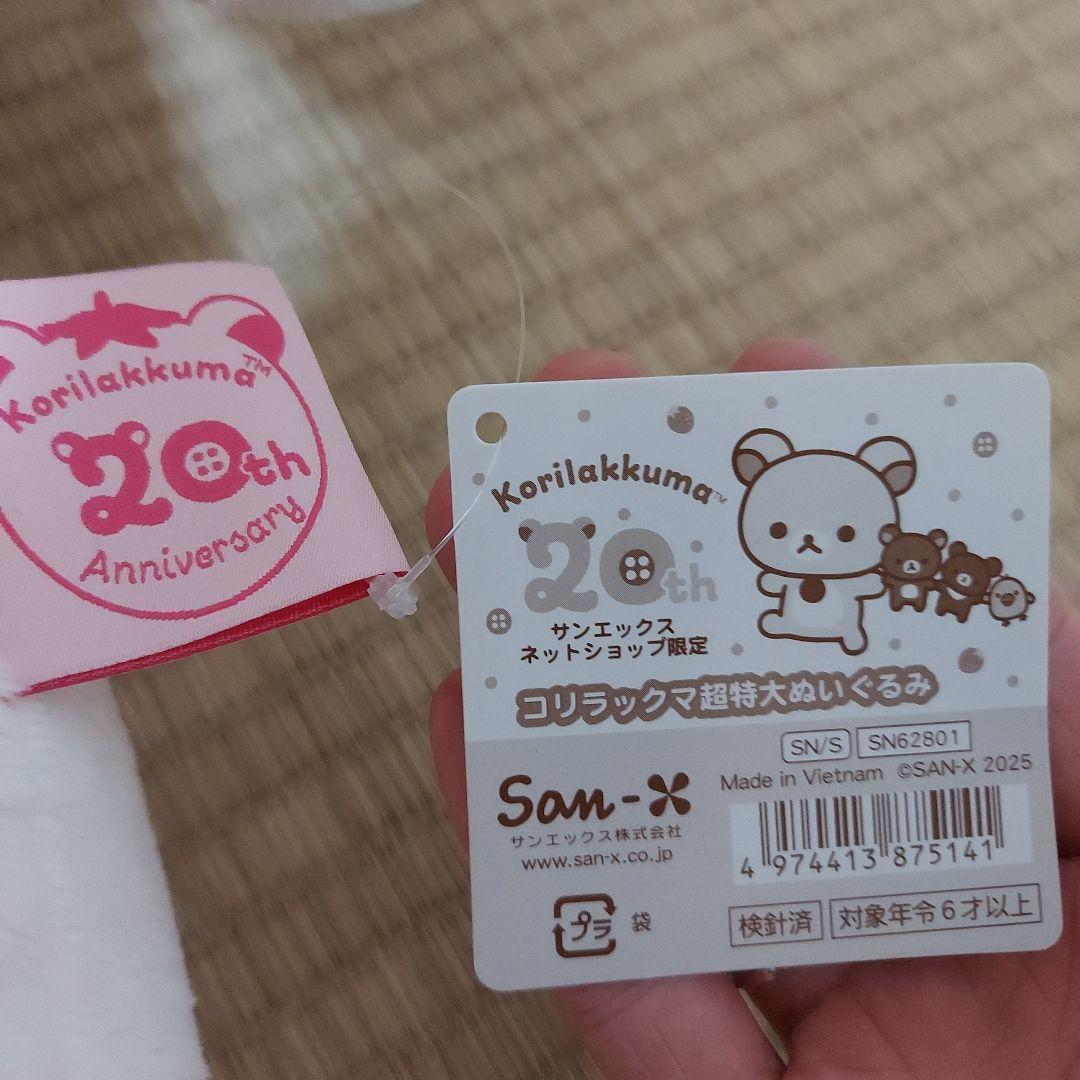 Korilakkuma™
20th
Anniversary
Korilakkuma™
20th
サンエックス
ネットショップ限定
コリラックマ超特大ぬいぐるみ
SN/S SN62801
Made in Vietnam ©SAN-X 2025
San-X
サンエックス株式会社
www.san-x.co.jp
4 974413 875141
プラ 袋
検針済 対象年令6才以上